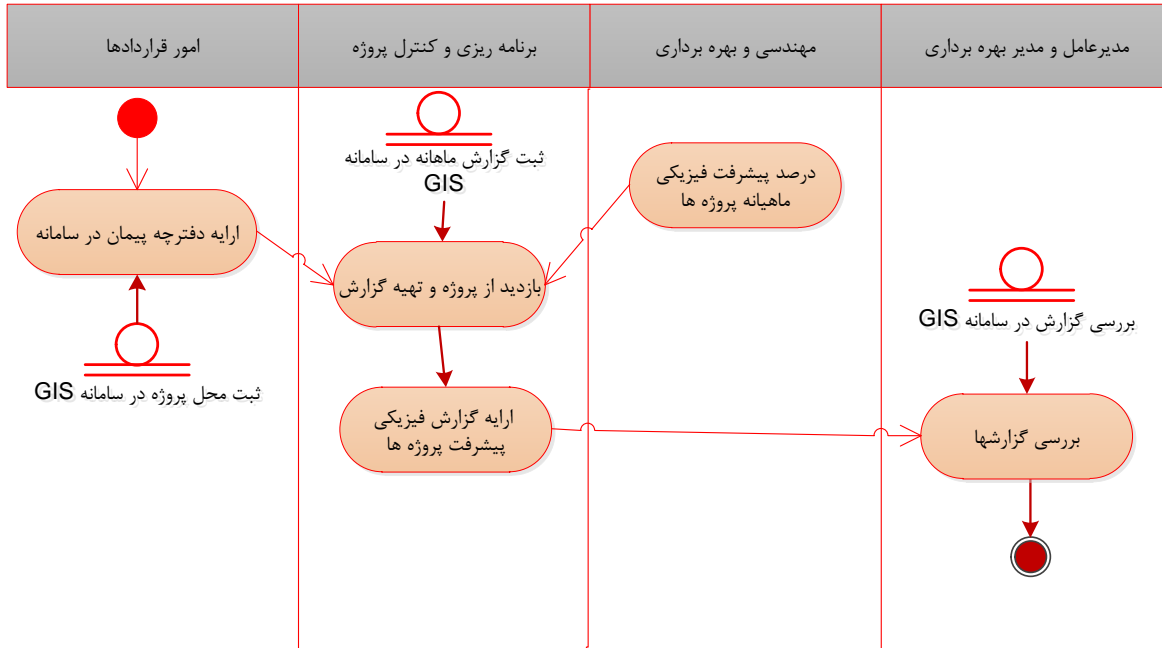 امور قراردادها
برنامه ریزی و کنترل پروژه
مهندسی و بهره برداری
مدیرعامل و مدیر بهره برداری
ثبت گزارش ماهانه در سامانه
GIS
درصد پیشرفت فیزیکی
ماهیانه پروژه ها
ارایه دفترچه پیمان در سامانه
بازدید از پروژه و تهیه گزارش
بررسی گزارش در سامانه GIS
ثبت محل پروژه در سامانه GIS
ارایه گزارش فیزیکی
پیشرفت پروژه ها
بررسی گزارشها